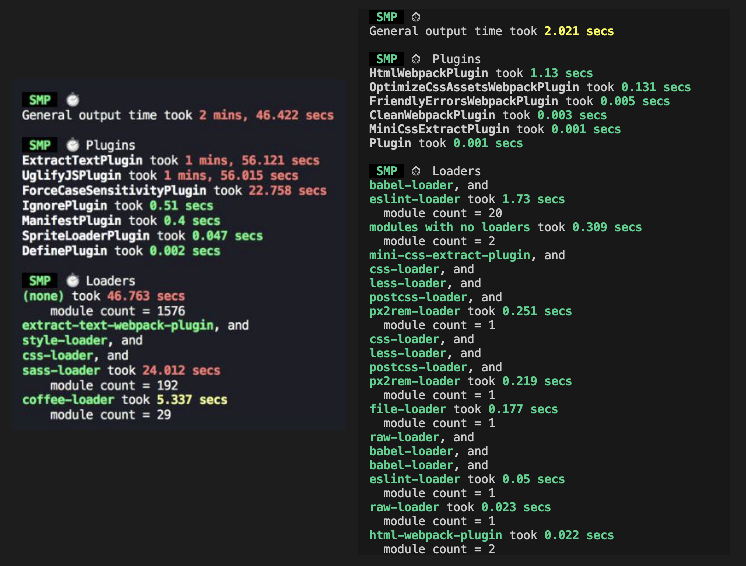 SMP
General output time took 2 mins, 46.422 secs
SMP Plugins
ExtractTextPlugin took 1 mins, 56.121 secs
UglifyJSPlugin took 1 mins, 56.015 secs
ForceCaseSensitivityPlugin took 22.758 secs
IgnorePlugin took 0.51 secs
ManifestPlugin took 0.4 secs
SpriteLoaderPlugin took 0.047 secs
DefinePlugin took 0.002 secs
SMP Loaders
(none) took 46.763 secs
module count = 1576
extract-text-webpack-plugin, and
style-loader, and
css-loader, and
sass-loader took 24.012 secs
module count = 192
coffee-loader took 5.337 secs
module count = 29
SMP
General output time took 2.021 secs
SMP Plugins
HtmlWebpackPlugin took 1.13 secs
OptimizeCssAssetsWebpackPlugin took 0.131 secs
FriendlyErrorsWebpackPlugin took 0.005 secs
CleanWebpackPlugin took 0.003 secs
MiniCssExtractPlugin took 0.001 secs
Plugin took 0.001 secs
SMP Loaders
babel-loader, and
eslint-loader took 1.73 secs
module count = 20
modules with no loaders took 0.309 secs
module count = 2
mini-css-extract-plugin, and
css-loader, and
less-loader, and
postcss-loader, and
px2rem-loader took 0.251 secs
module count = 1
css-loader, and
less-loader, and
postcss-loader, and
px2rem-loader took 0.219 secs
module count = 1
file-loader took 0.177 secs
module count = 1
raw-loader, and
babel-loader, and
babel-loader, and
eslint-loader took 0.05 secs
module count = 1
raw-loader took 0.023 secs
module count = 1
html-webpack-plugin took 0.022 secs
module count = 2